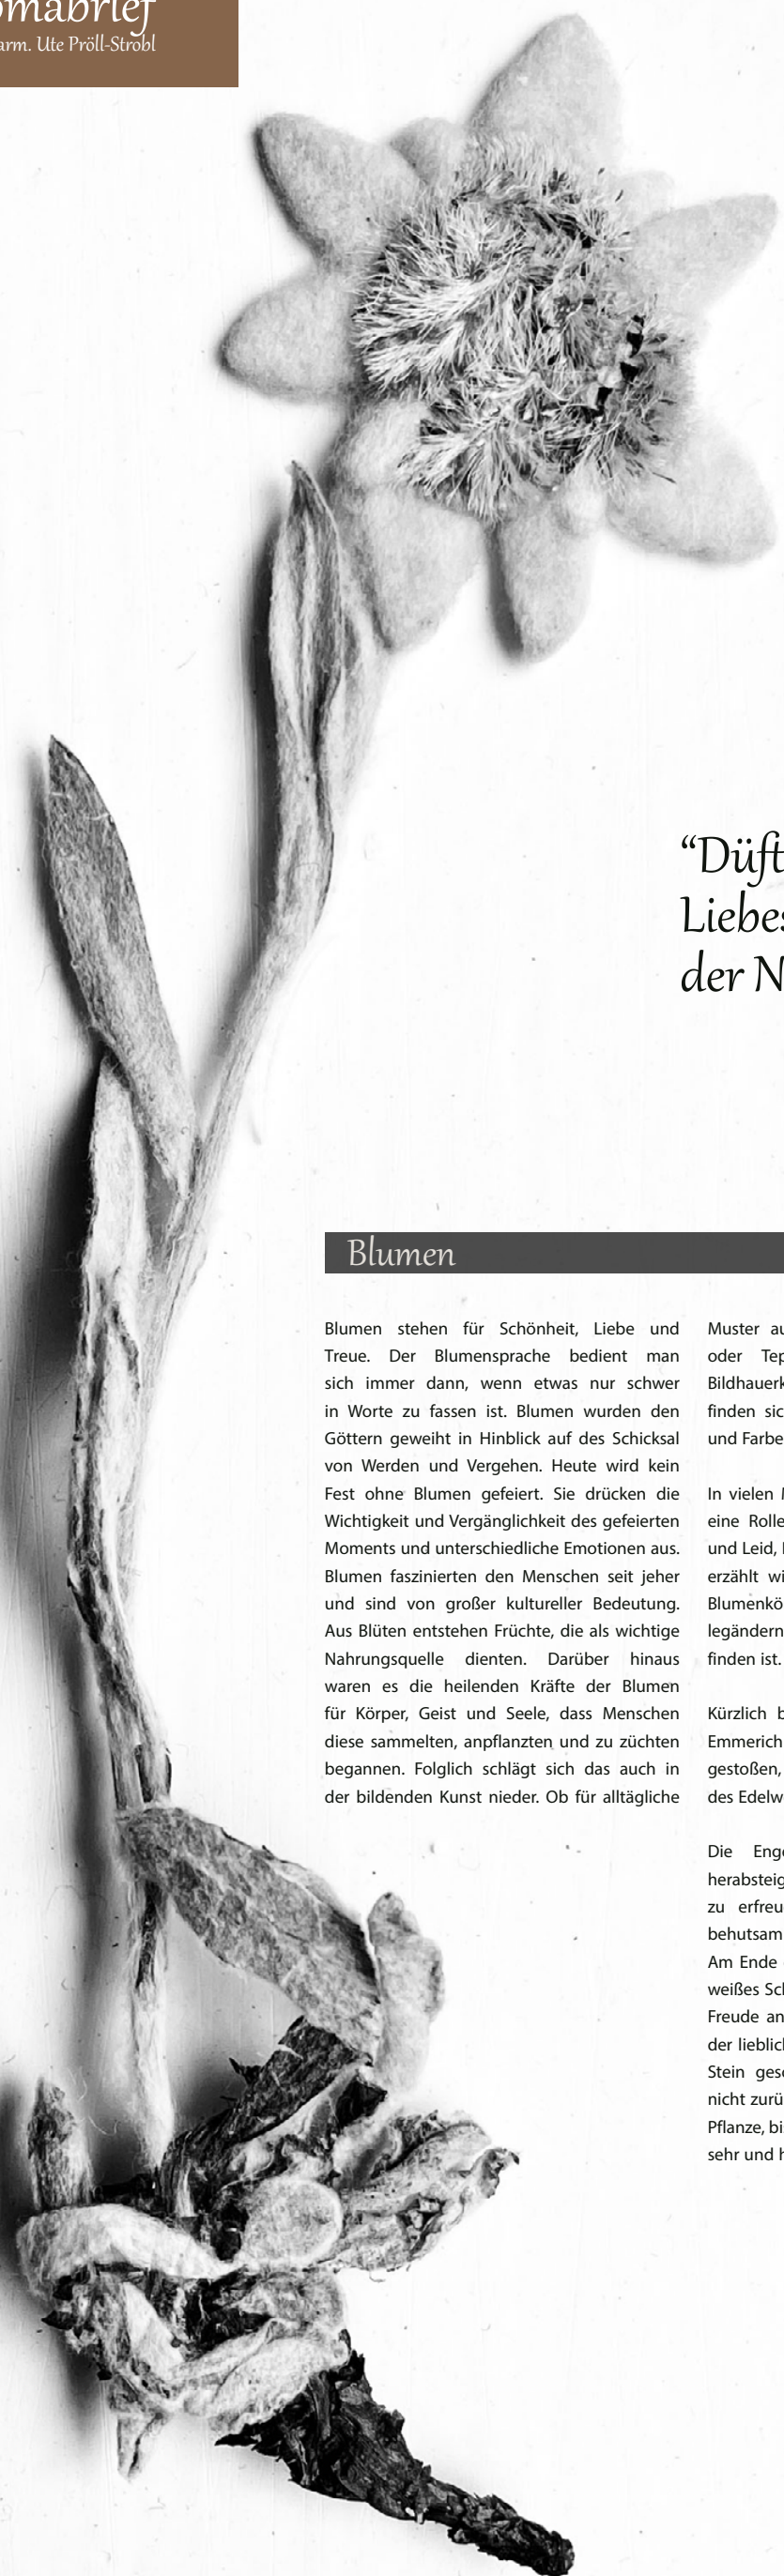 arm. Ute Pröll-Strobl
“Düft
Liebes
der N
Blumen
Blumen stehen für Schönheit, Liebe und
Treue. Der Blumensprache bedient man
sich immer dann, wenn etwas nur schwer
in Worte zu fassen ist. Blumen wurden den
Göttern geweiht in Hinblick auf des Schicksal
von Werden und Vergehen. Heute wird kein
Fest ohne Blumen gefeiert. Sie drücken die
Wichtigkeit und Vergänglichkeit des gefeierten
Moments und unterschiedliche Emotionen aus.
Blumen faszinierten den Menschen seit jeher
und sind von großer kultureller Bedeutung.
Aus Blüten entstehen Früchte, die als wichtige
Nahrungsquelle dienten. Darüber hinaus
waren es die heilenden Kräfte der Blumen
für Körper, Geist und Seele, dass Menschen
diese sammelten, anpflanzten und zu züchten
begannen. Folglich schlägt sich das auch in
der bildenden Kunst nieder. Ob für alltägliche
Muster au
oder Tep
Bildhauerk
finden sic
und Farbe
In vielen
eine Rolle
und Leid,
erzählt wi
Blumenkö
legändern
finden ist.
Kürzlich b
Emmerich
gestoßen,
des Edelw
Die Enge
herabsteig
zu erfreu
behutsam
Am Ende
weißes Sch
Freude an
der lieblic
Stein gesc
nicht zurü
Pflanze, bi
sehr und h